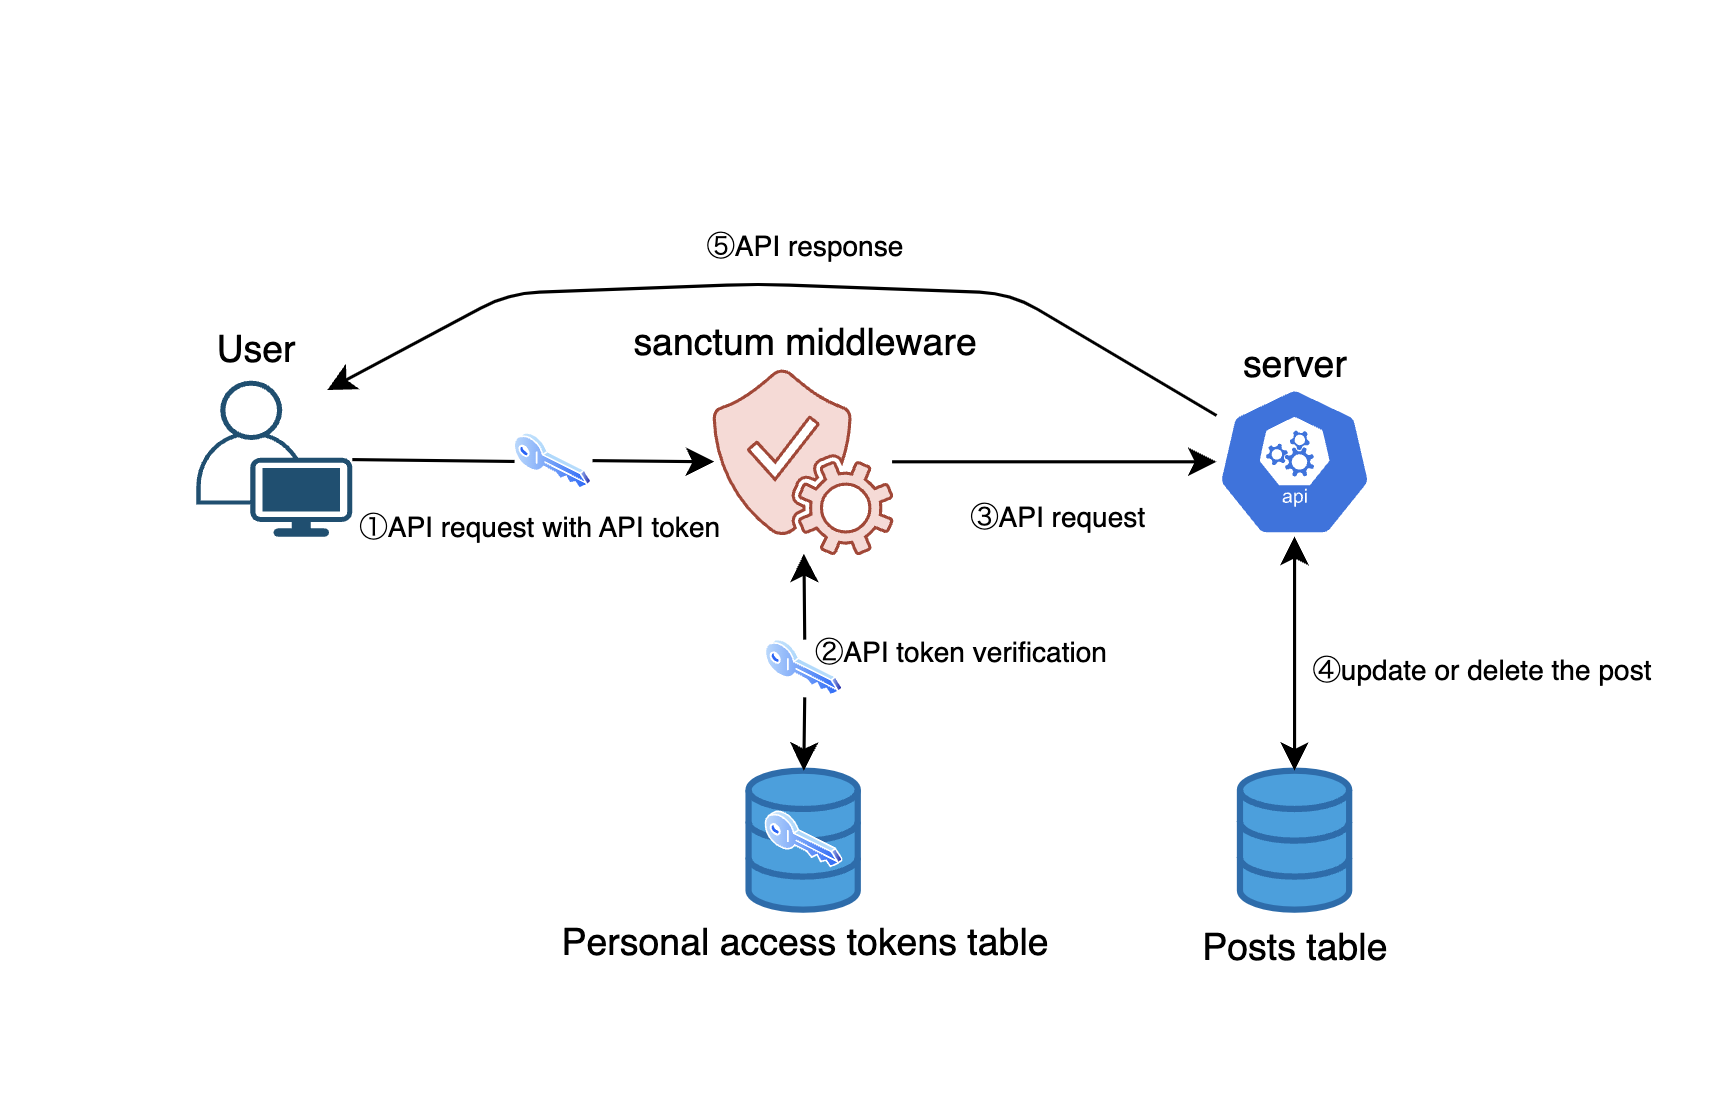 ⑤API response
User
sanctum middleware
server
api
①API request with API token
③API request
②API token verification
④update or delete the post
Personal access tokens table
Posts table